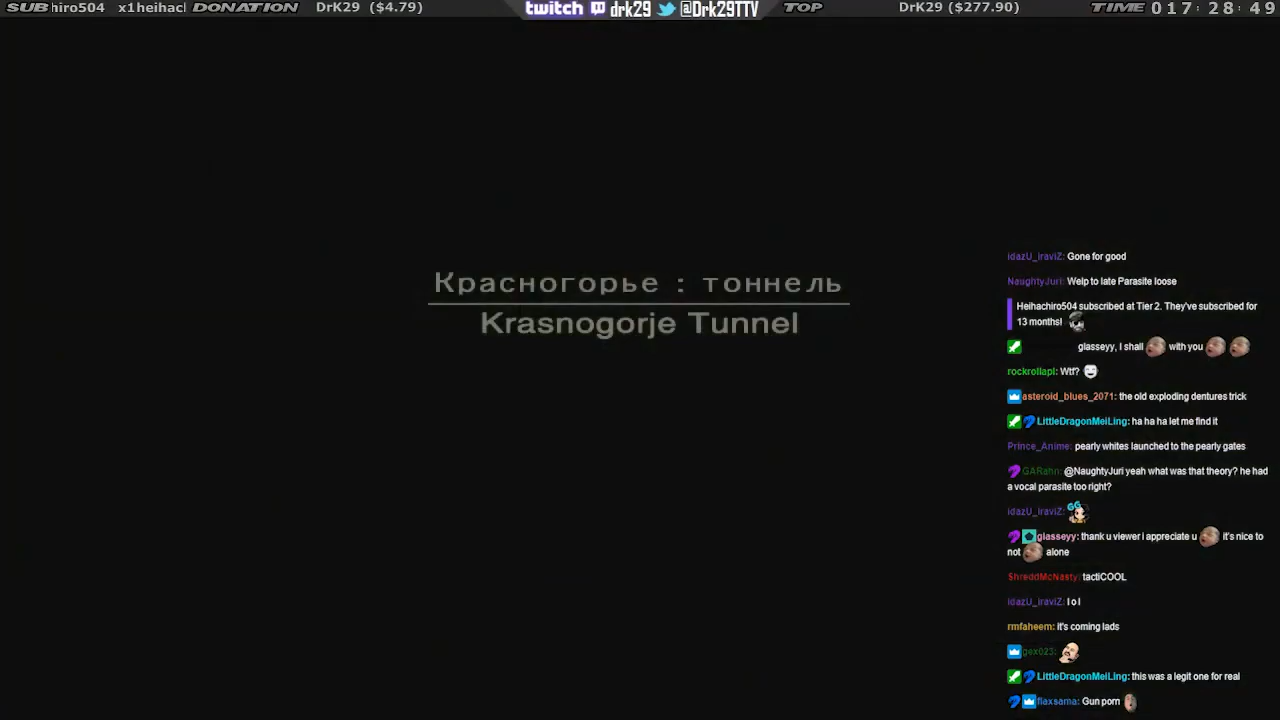 SUB hiro504 x1heihacl DONATION DrK29 ($4.79) twitch drk29 @Drk29TTV TOP DrK29 ($277.90) TIME 017:28:49
Красногорье : тоннель
Krasnogorje Tunnel
idazU_iraviZ: Gone for good
NaughtyJuri: Welp to late Parasite loose
Heihachiro504 subscribed at Tier 2. They've subscribed for
13 months!
glasseyy, I shall with you
rockrollapl: Wtf?
asteroid_blues_2071: the old exploding dentures trick
LittleDragonMeiLing: ha ha ha let me find it
Prince_Anime: pearly whites launched to the pearly gates
GARahn: @NaughtyJuri yeah what was that theory? he had
a vocal parasite too right?
idazU_iraviZ: GG
glasseyy: thank u viewer i appreciate u it's nice to
not alone
ShreddMcNasty: tactiCOOL
idazU_iraviZ: lol
rmfaheem: it's coming lads
gex023:
LittleDragonMeiLing: this was a legit one for real
flaxsama: Gun porn